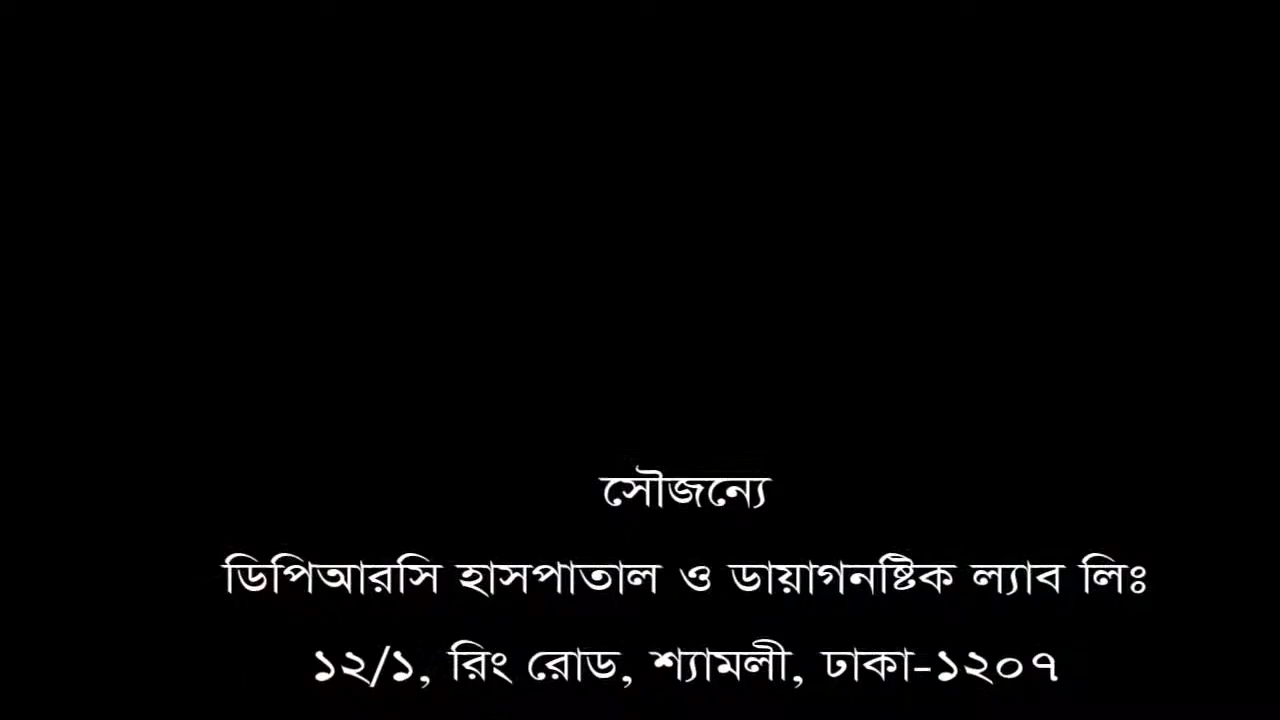 সৌজন্যে
ডিপিআরসি হাসপাতাল ও ডায়াগনষ্টিক ল্যাব লিঃ
১২/১, রিং রোড, শ্যামলী, ঢাকা-১২০৭